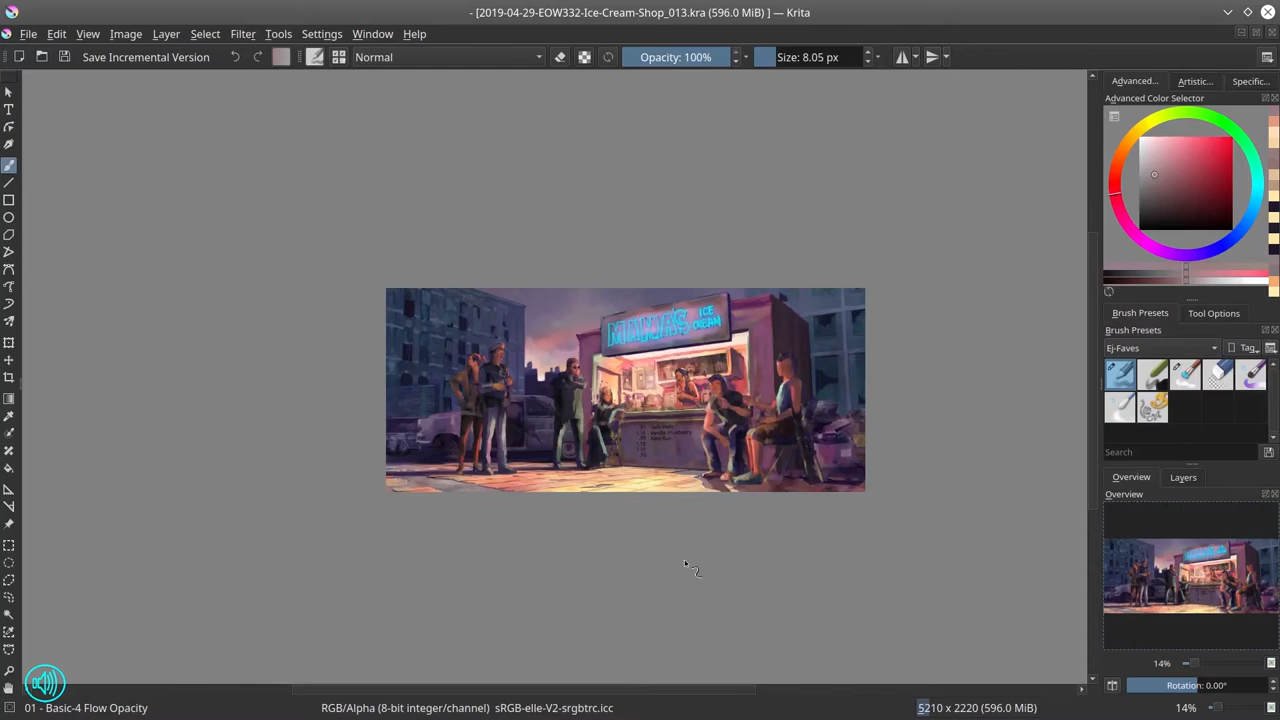 - [2019-04-29-EOW332-Ice-Cream-Shop_013.kra (596.0 MiB) ] — Krita
File Edit View Image Layer Select Filter Tools Settings Window Help
Save Incremental Version Normal Opacity: 100% Size: 8.05 px
Advanced... Artistic... Specific...
Advanced Color Selector
ICE
CREAM
Brush Presets Tool Options
Brush Presets
Ej-Faves Tag
Search
Overview Layers
Overview
14%
Rotation: 0.00°
01 - Basic-4 Flow Opacity RGB/Alpha (8-bit integer/channel) sRGB-elle-V2-srgbtrc.icc 5210 x 2220 (596.0 MiB) 14%